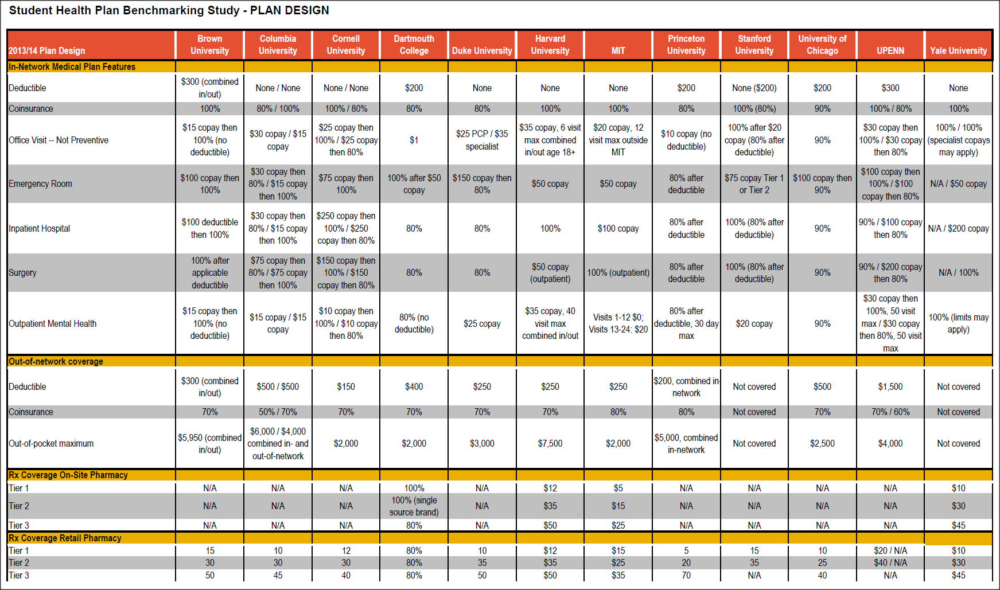 Student Health Plan Benchmarking Study - PLAN DESIGN
2013/14 Plan Design Brown University Columbia University Cornell University Dartmouth College Duke University Harvard University MIT Princeton University Stanford University University of Chicago UPENN Yale University
In-Network Medical Plan Features
Deductible $300 (combined in/out) None / None None / None $200 None None None $200 None ($200) $200 $300 None
Coinsurance 100% 80% / 100% 100% / 80% 80% 80% 100% 100% 80% 100% (80%) 90% 100% / 80% 100%
Office Visit -- Not Preventive $15 copay then 100% (no deductible) $30 copay / $15 copay $25 copay then 100% / $25 copay then 80% $1 $25 PCP / $35 specialist $35 copay, 6 visit max combined in/out age 18+ $20 copay, 12 visit max outside MIT $10 copay (no deductible) 100% after $20 copay (80% after deductible) 90% $30 copay then 100% / $30 copay then 80% 100% / 100% (specialist copays may apply)
Emergency Room $100 copay then 100% $30 copay then 80% / $15 copay then 100% $75 copay then 100% 100% after $50 copay $150 copay then 80% $50 copay $50 copay 80% after deductible $75 copay Tier 1 or Tier 2 $100 copay then 90% $100 copay then 100% / $100 copay then 80% N/A / $50 copay
Inpatient Hospital $100 deductible then 100% $30 copay then 80% / $15 copay then 100% $250 copay then 100% / $250 copay then 80% 80% 80% 100% $100 copay 80% after deductible 100% (80% after deductible) 90% 90% / $100 copay then 80% N/A / $200 copay
Surgery 100% after applicable deductible $75 copay then 80% / $75 copay then 100% $150 copay then 100% / $150 copay then 80% 80% 80% $50 copay (outpatient) 100% (outpatient) 80% after deductible 100% (80% after deductible) 90% 90% / $200 copay then 80% N/A / 100%
Outpatient Mental Health $15 copay then 100% (no deductible) $15 copay / $15 copay $10 copay then 100% / $10 copay then 80% 80% (no deductible) $25 copay $35 copay, 40 visit max combined in/out Visits 1-12 $0; Visits 13-24: $20 80% after deductible, 30 day max $20 copay 90% $30 copay then 100%, 50 visit max / $30 copay then 80%, 50 visit max 100% (limits may apply)
Out-of-network coverage
Deductible $300 (combined in/out) $500 / $500 $150 $400 $250 $250 $250 $200, combined in-network Not covered $500 $1,500 Not covered
Coinsurance 70% 50% / 70% 70% 70% 70% 70% 80% 80% Not covered 70% 70% / 60% Not covered
Out-of-pocket maximum $5,950 (combined in/out) $6,000 / $4,000 combined in- and out-of-network $2,000 $2,000 $3,000 $7,500 $2,000 $5,000, combined in-network Not covered $2,500 $4,000 Not covered
Rx Coverage On-Site Pharmacy
Tier 1 N/A N/A N/A 100% N/A $12 $5 N/A N/A N/A N/A $10
Tier 2 N/A N/A N/A 100% (single source brand) N/A $35 $15 N/A N/A N/A N/A $30
Tier 3 N/A N/A N/A 80% N/A $50 $25 N/A N/A N/A N/A $45
Rx Coverage Retail Pharmacy
Tier 1 15 10 12 80% 10 $12 $15 5 15 10 $20 / N/A $10
Tier 2 30 30 30 80% 35 $35 $25 20 35 25 $40 / N/A $30
Tier 3 50 45 40 80% 50 $50 $35 70 N/A 40 N/A $45